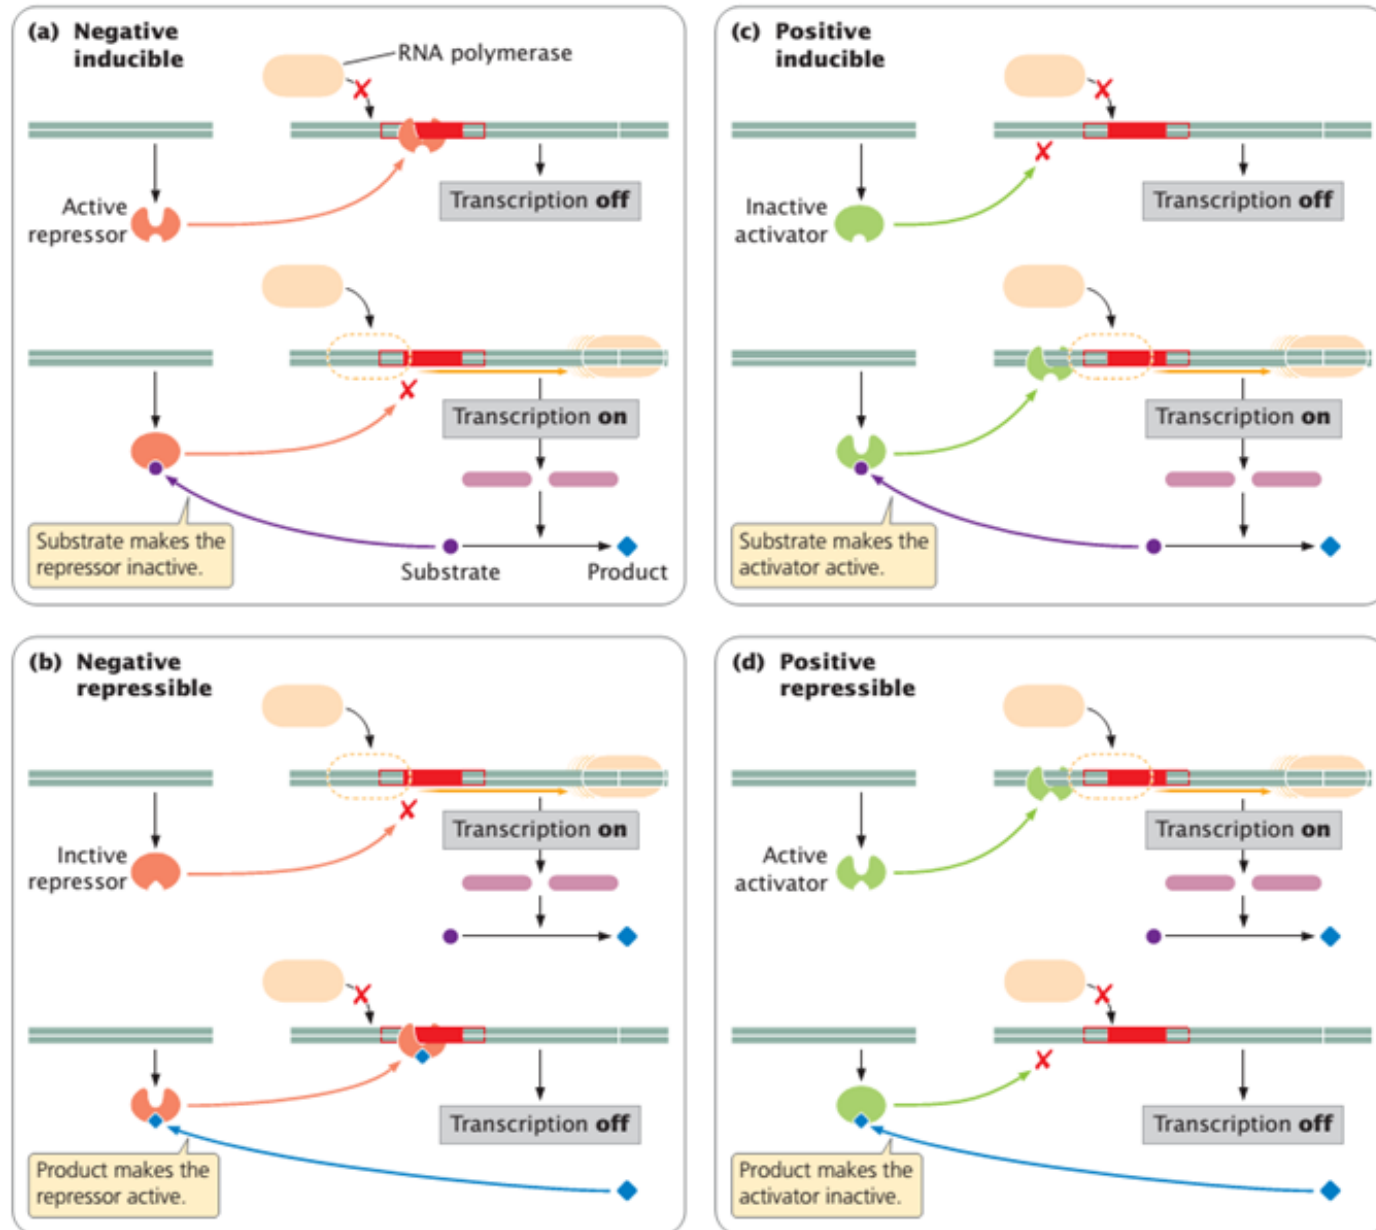 (a) Negative
inducible
RNA polymerase
Active
repressor
Transcription off
Transcription on
Substrate makes the
repressor inactive.
Substrate
Product
(c) Positive
inducible
Inactive
activator
Transcription off
Transcription on
Substrate makes the
activator active.
(b) Negative
repressible
Inctive
repressor
Transcription on
Transcription off
Product makes the
repressor active.
(d) Positive
repressible
Active
activator
Transcription on
Transcription off
Product makes the
activator inactive.